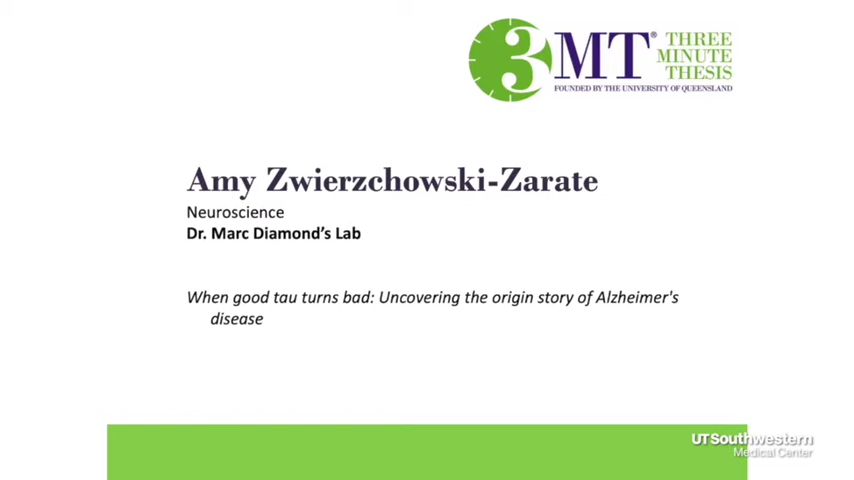 3MT® THREE
MINUTE
THESIS
FOUNDED BY THE UNIVERSITY OF QUEENSLAND
Amy Zwierzchowski-Zarate
Neuroscience
Dr. Marc Diamond’s Lab
When good tau turns bad: Uncovering the origin story of Alzheimer's
disease
UTSouthwestern
Medical Center